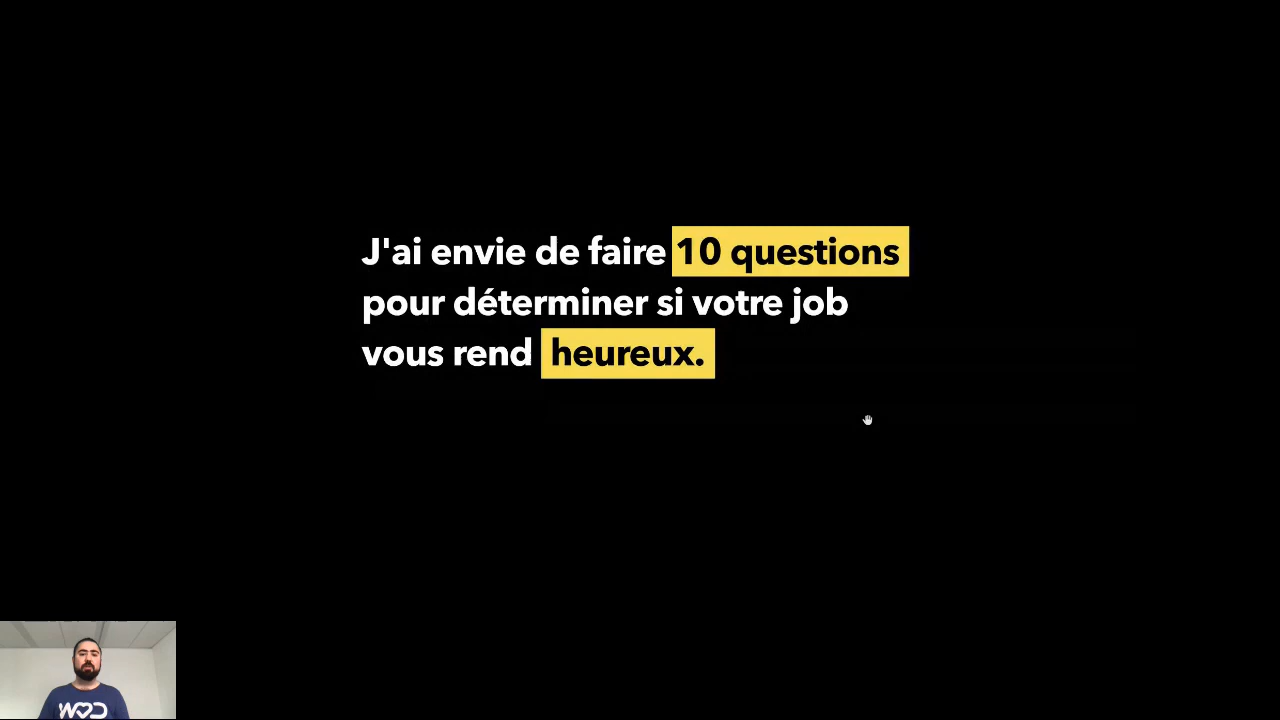 J'ai envie de faire 10 questions
pour déterminer si votre job
vous rend heureux.